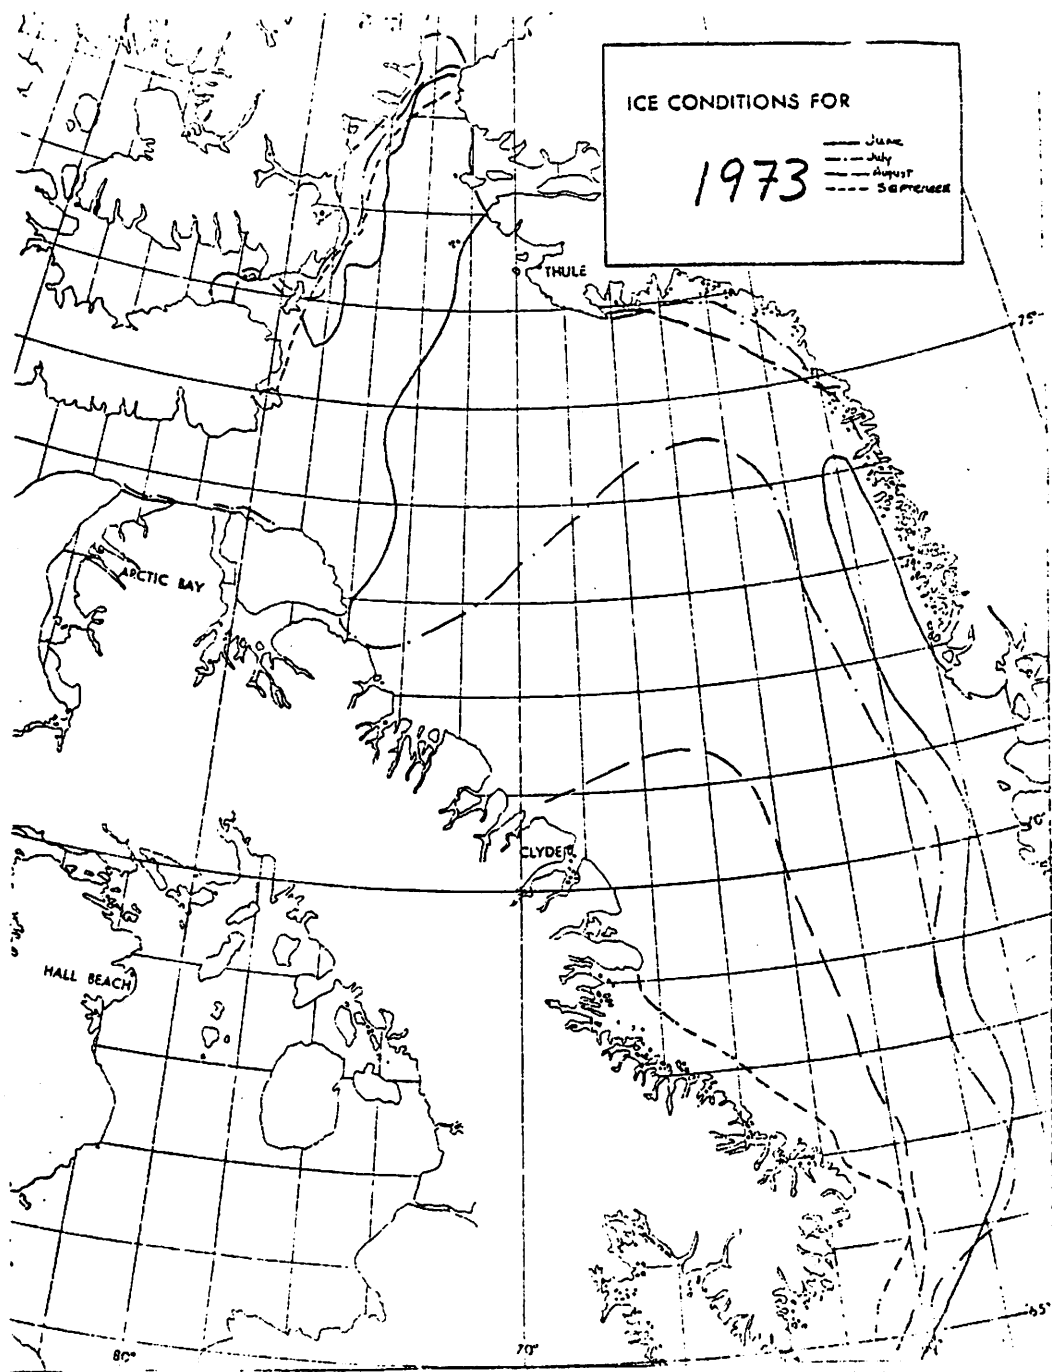 ICE CONDITIONS FOR
1973
June
July
August
September
THULE
75°
ARCTIC BAY
CLYDE
HALL BEACH
65°
80°
70°